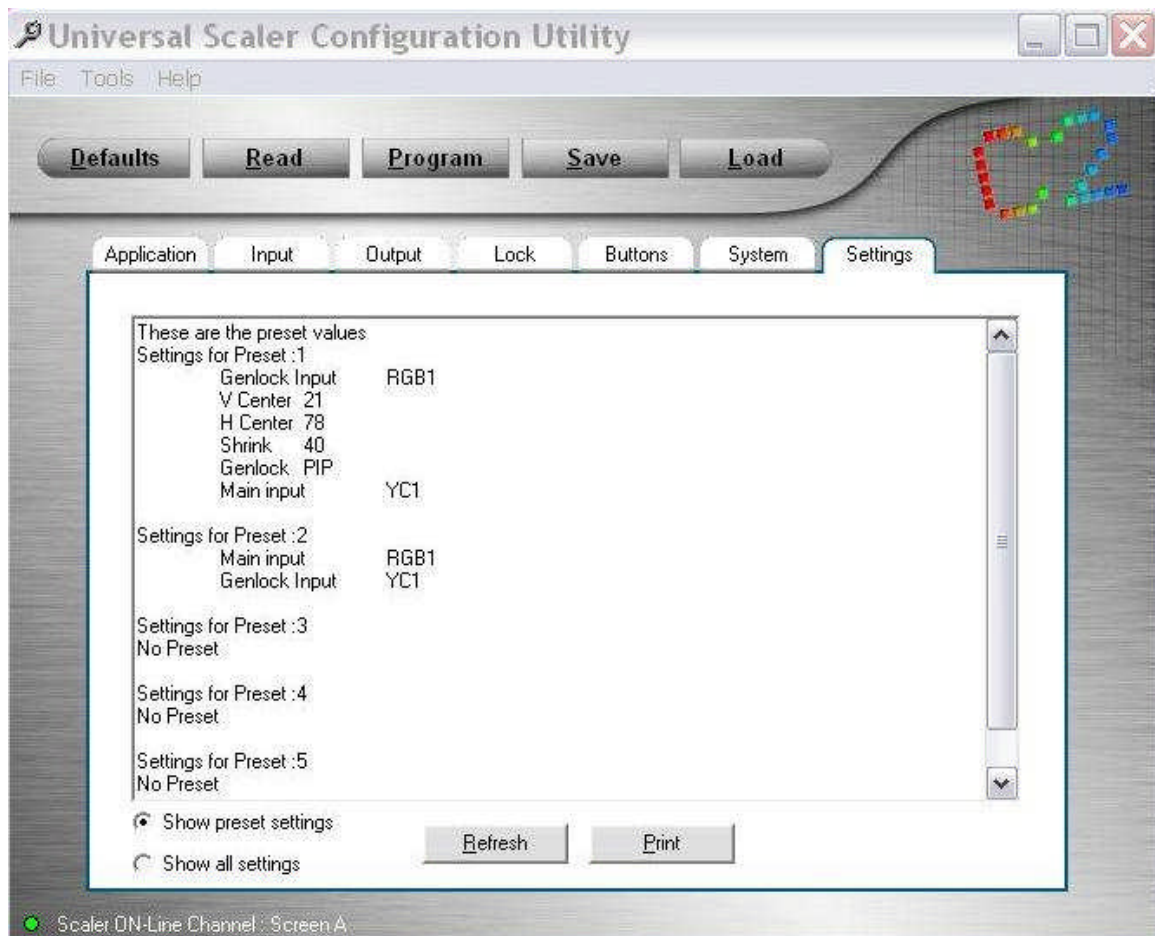 Universal Scaler Configuration Utility
File Tools Help
Defaults Read Program Save Load
C2
Application Input Output Lock Buttons System Settings
These are the preset values
Settings for Preset :1
Genlock Input RGB1
V Center 21
H Center 78
Shrink 40
Genlock PIP
Main input YC1
Settings for Preset :2
Main input RGB1
Genlock Input YC1
Settings for Preset :3
No Preset
Settings for Preset :4
No Preset
Settings for Preset :5
No Preset
Show preset settings
Refresh Print
Show all settings
Scaler ON-Line Channel : Screen A